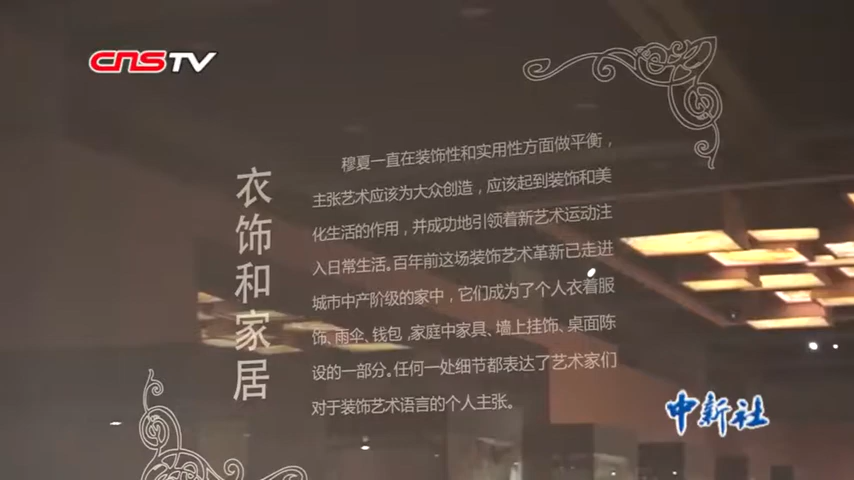 CNSTV
衣饰和家居
穆夏一直在装饰性和实用性方面做平衡，
主张艺术应该为大众创造，应该起到装饰和美
化生活的作用，并成功地引领着新艺术运动注
入日常生活。百年前这场装饰艺术革新已走进
城市中产阶级的家中，它们成为了个人衣着服
饰、雨伞、钱包，家庭中家具、墙上挂饰、桌面陈
设的一部分。任何一处细节都表达了艺术家们
对于装饰艺术语言的个人主张。
中新社